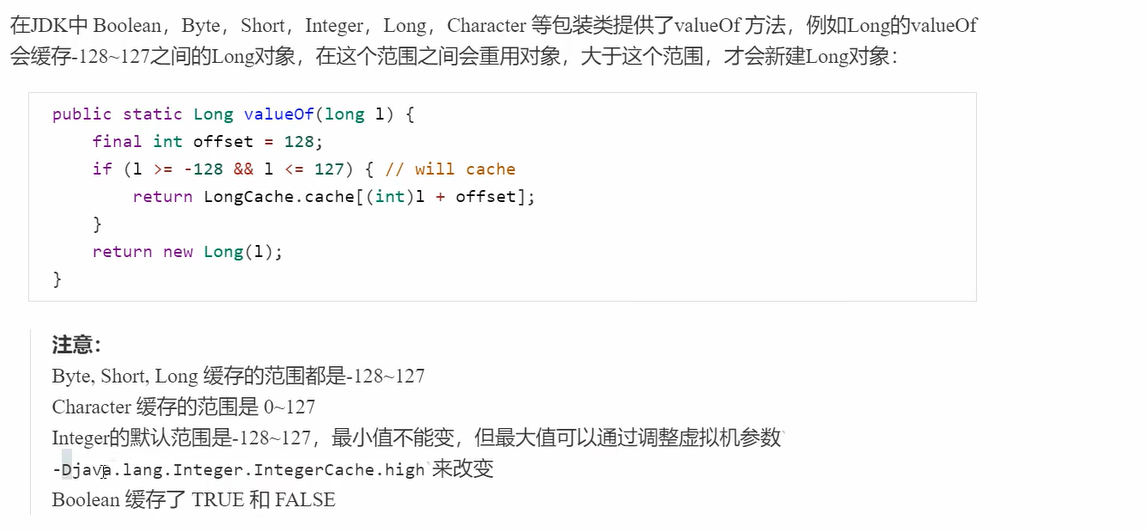 在JDK中 Boolean，Byte，Short，Integer，Long，Character 等包装类提供了valueOf 方法，例如Long的valueOf
会缓存-128~127之间的Long对象，在这个范围之间会重用对象，大于这个范围，才会新建Long对象：
public static Long valueOf(long l) {
    final int offset = 128;
    if (l >= -128 && l <= 127) { // will cache
        return LongCache.cache[(int)l + offset];
    }
    return new Long(l);
}
注意：
Byte, Short, Long 缓存的范围都是-128~127
Character 缓存的范围是 0~127
Integer的默认范围是-128~127，最小值不能变，但最大值可以通过调整虚拟机参数`
-Djava.lang.Integer.IntegerCache.high`来改变
Boolean 缓存了 TRUE 和 FALSE